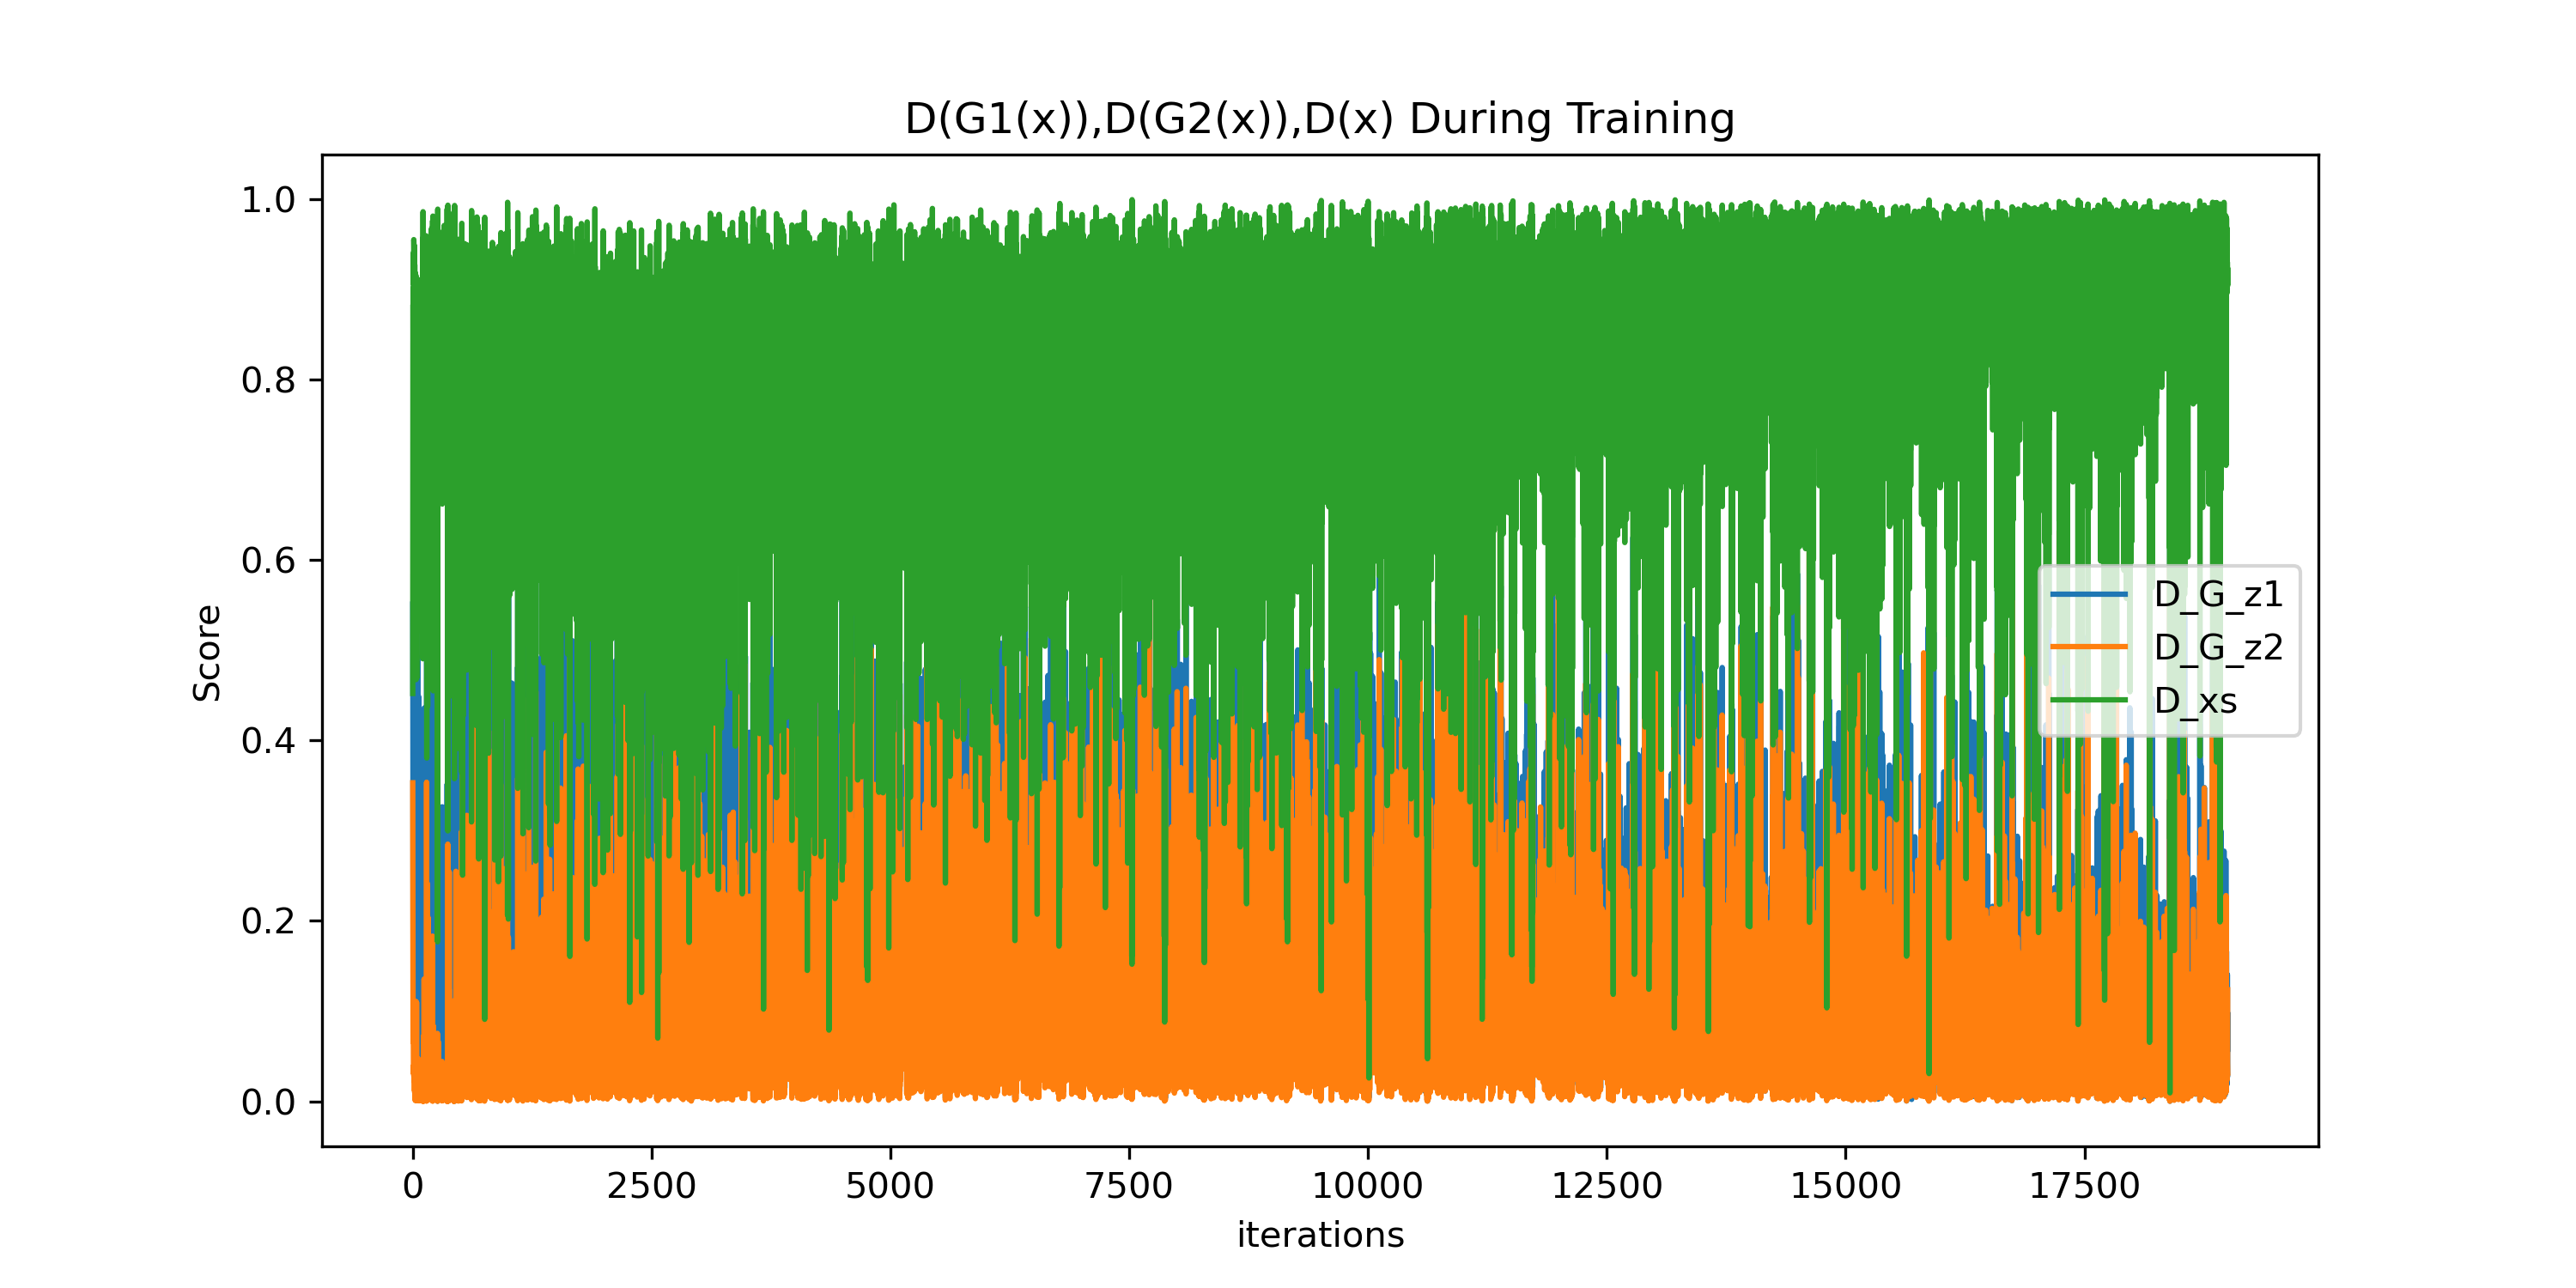 D(G1(x)),D(G2(x)),D(x) During Training
1.0
0.8
0.6
0.4
0.2
0.0
Score
D_G_z1
D_G_z2
D_xs
0 2500 5000 7500 10000 12500 15000 17500
iterations